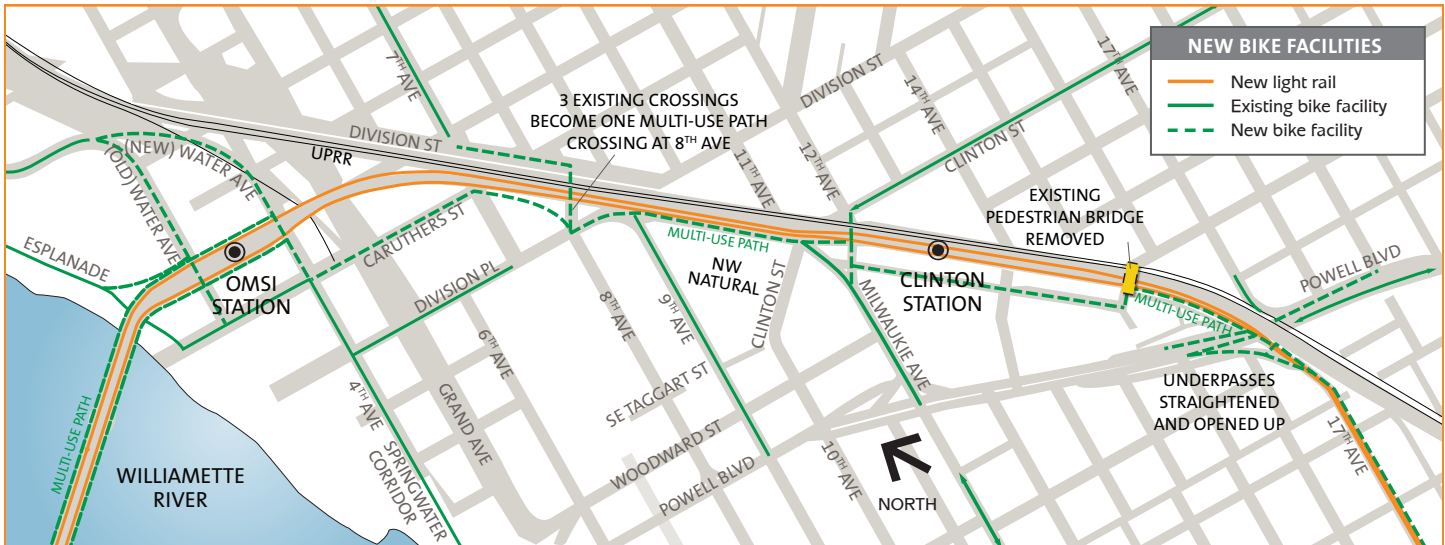 NEW BIKE FACILITIES
New light rail
Existing bike facility
New bike facility
7TH AVE
3 EXISTING CROSSINGS
BECOME ONE MULTI-USE PATH
CROSSING AT 8TH AVE
DIVISION ST
14TH AVE
17TH AVE
DIVISION ST
UPRR
(NEW) WATER AVE
(OLD) WATER AVE
11TH AVE
12TH AVE
CLINTON ST
EXISTING
PEDESTRIAN BRIDGE
REMOVED
ESPLANADE
CARUTHERS ST
MULTI-USE PATH
NW
NATURAL
OMSI
STATION
DIVISION PL
8TH AVE
9TH AVE
CLINTON ST
CLINTON
STATION
MILWAUKIE AVE
POWELL BLVD
MULTI-USE PATH
6TH AVE
4TH AVE
GRAND AVE
SE TAGGART ST
UNDERPASSES
STRAIGHTENED
AND OPENED UP
MULTI-USE PATH
WILLIAMETTE
RIVER
SPRINGWATER
CORRIDOR
WOODWARD ST
POWELL BLVD
10TH AVE
NORTH
17TH AVE